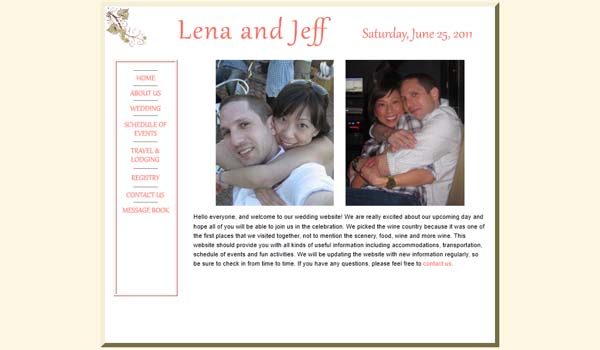 Lena and Jeff
Saturday, June 25, 2011
HOME
ABOUT US
WEDDING
SCHEDULE OF
EVENTS
TRAVEL &
LODGING
REGISTRY
CONTACT US
MESSAGE BOOK
Hello everyone, and welcome to our wedding website! We are really excited about our upcoming day and
hope all of you will be able to join us in the celebration. We picked the wine country because it was one of
the first places that we visited together, not to mention the scenery, food, wine and more wine. This
website should provide you with all kinds of useful information including accommodations, transportation,
schedule of events and fun activities. We will be updating the website with new information regularly, so
be sure to check in from time to time. If you have any questions, please feel free to contact us.